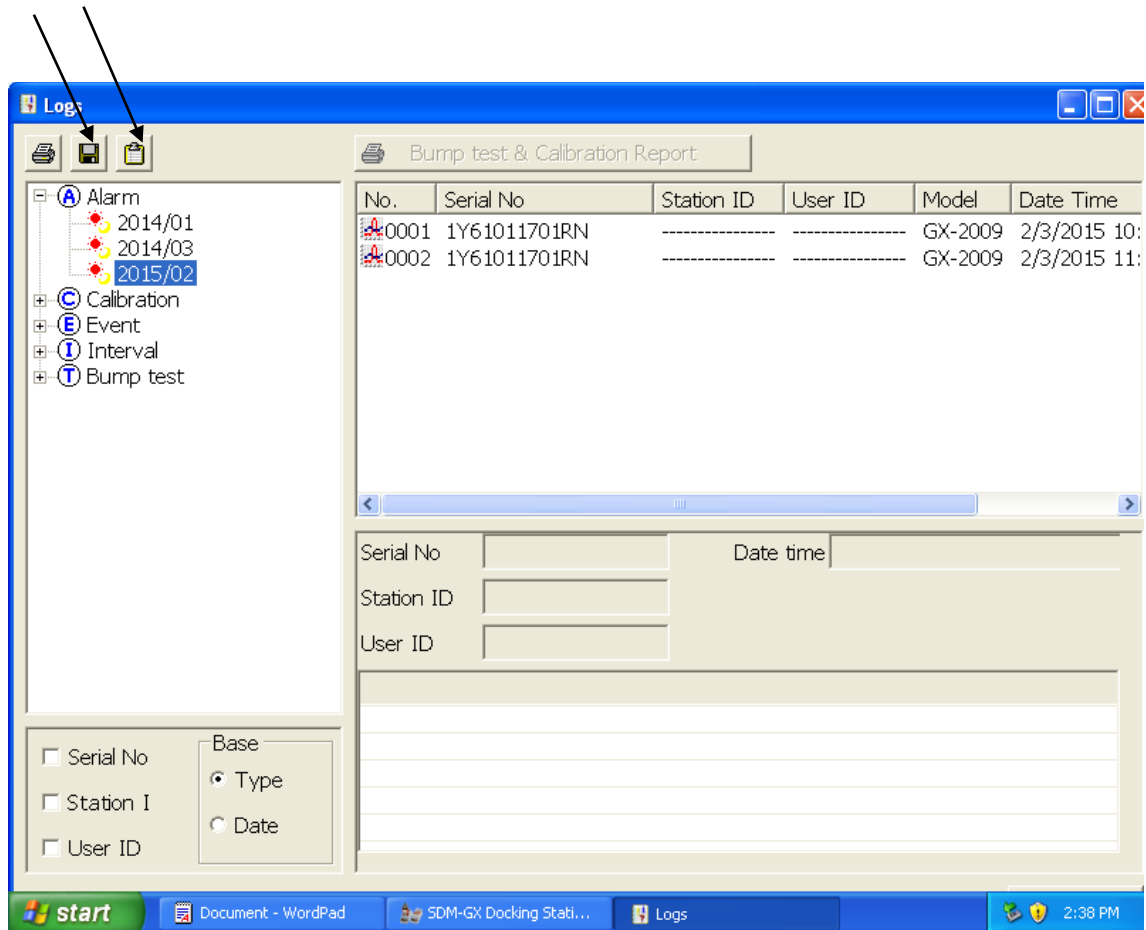 Logs
Bump test & Calibration Report
A Alarm
2014/01
2014/03
2015/02
C Calibration
E Event
I Interval
T Bump test
No. Serial No Station ID User ID Model Date Time
0001 1Y61011701RN ---------------- ---------------- GX-2009 2/3/2015 10:
0002 1Y61011701RN ---------------- ---------------- GX-2009 2/3/2015 11:
Serial No Date time
Station ID
User ID
Serial No
Station I
User ID
Base
Type
Date
start Document - WordPad SDM-GX Docking Stati... Logs 2:38 PM